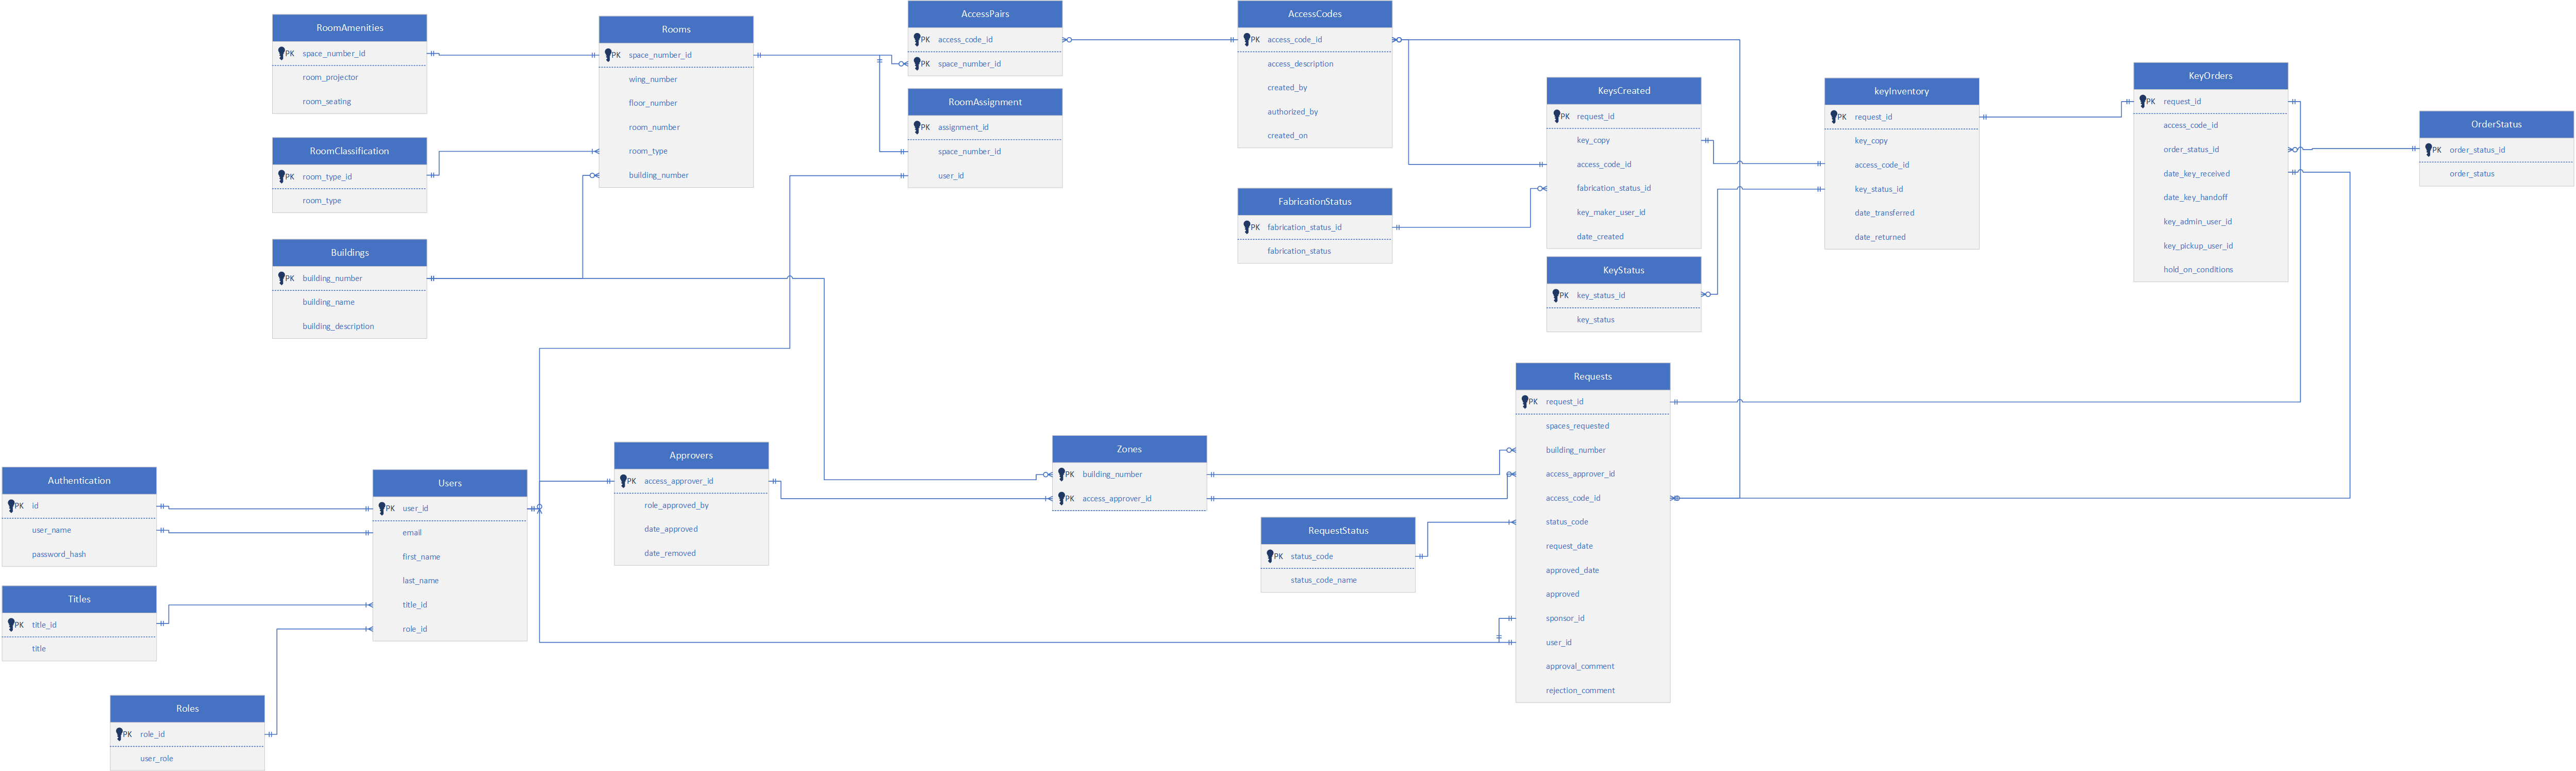 RoomAmenities
PK space_number_id
room_projector
room_seating
RoomClassification
PK room_type_id
room_type
Buildings
PK building_number
building_name
building_description
Rooms
PK space_number_id
wing_number
floor_number
room_number
room_type
building_number
AccessPairs
PK access_code_id
PK space_number_id
RoomAssignment
PK assignment_id
space_number_id
user_id
AccessCodes
PK access_code_id
access_description
created_by
authorized_by
created_on
FabricationStatus
PK fabrication_status_id
fabrication_status
KeysCreated
PK request_id
key_copy
access_code_id
fabrication_status_id
key_maker_user_id
date_created
KeyStatus
PK key_status_id
key_status
keyInventory
PK request_id
key_copy
access_code_id
key_status_id
date_transferred
date_returned
KeyOrders
PK request_id
access_code_id
order_status_id
date_key_received
date_key_handoff
key_admin_user_id
key_pickup_user_id
hold_on_conditions
OrderStatus
PK order_status_id
order_status
Authentication
PK id
user_name
password_hash
Titles
PK title_id
title
Roles
PK role_id
user_role
Users
PK user_id
email
first_name
last_name
title_id
role_id
Approvers
PK access_approver_id
role_approved_by
date_approved
date_removed
Zones
PK building_number
PK access_approver_id
RequestStatus
PK status_code
status_code_name
Requests
PK request_id
spaces_requested
building_number
access_approver_id
access_code_id
status_code
request_date
approved_date
approved
sponsor_id
user_id
approval_comment
rejection_comment